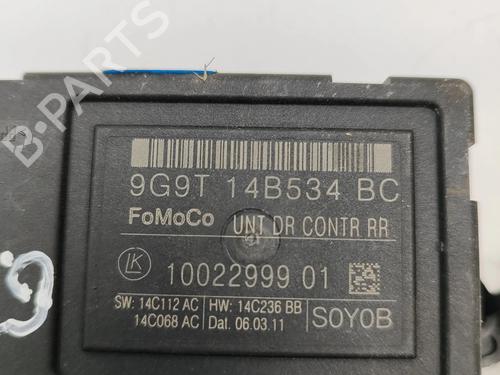 B-PARTS
9G9T 14B534 BC
FoMoCo UNT DR CONTR RR
LK 10022999 01
SW: 14C112 AC HW: 14C236 BB
14C068 AC Dat. 06.03.11 S0Y0B